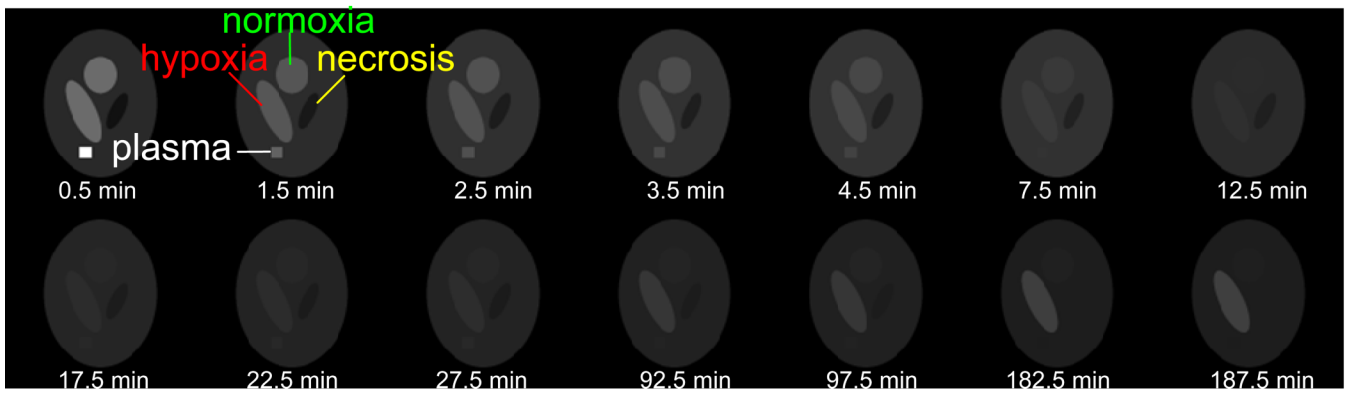 normoxia
hypoxia necrosis
plasma
0.5 min 1.5 min 2.5 min 3.5 min 4.5 min 7.5 min 12.5 min
17.5 min 22.5 min 27.5 min 92.5 min 97.5 min 182.5 min 187.5 min